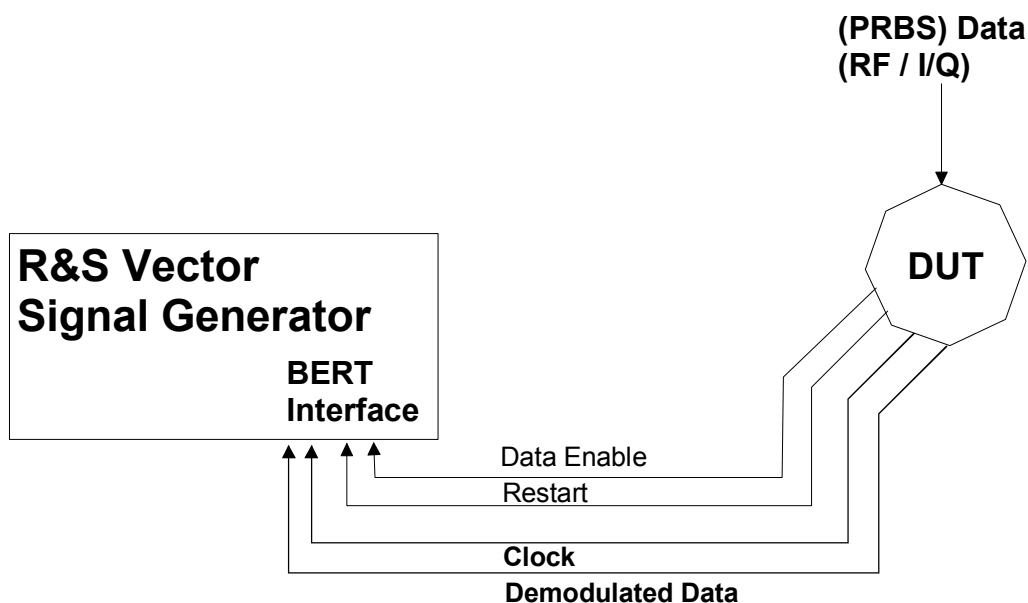 (PRBS) Data
(RF / I/Q)
DUT
R&S Vector
Signal Generator
BERT
Interface
Data Enable
Restart
Clock
Demodulated Data